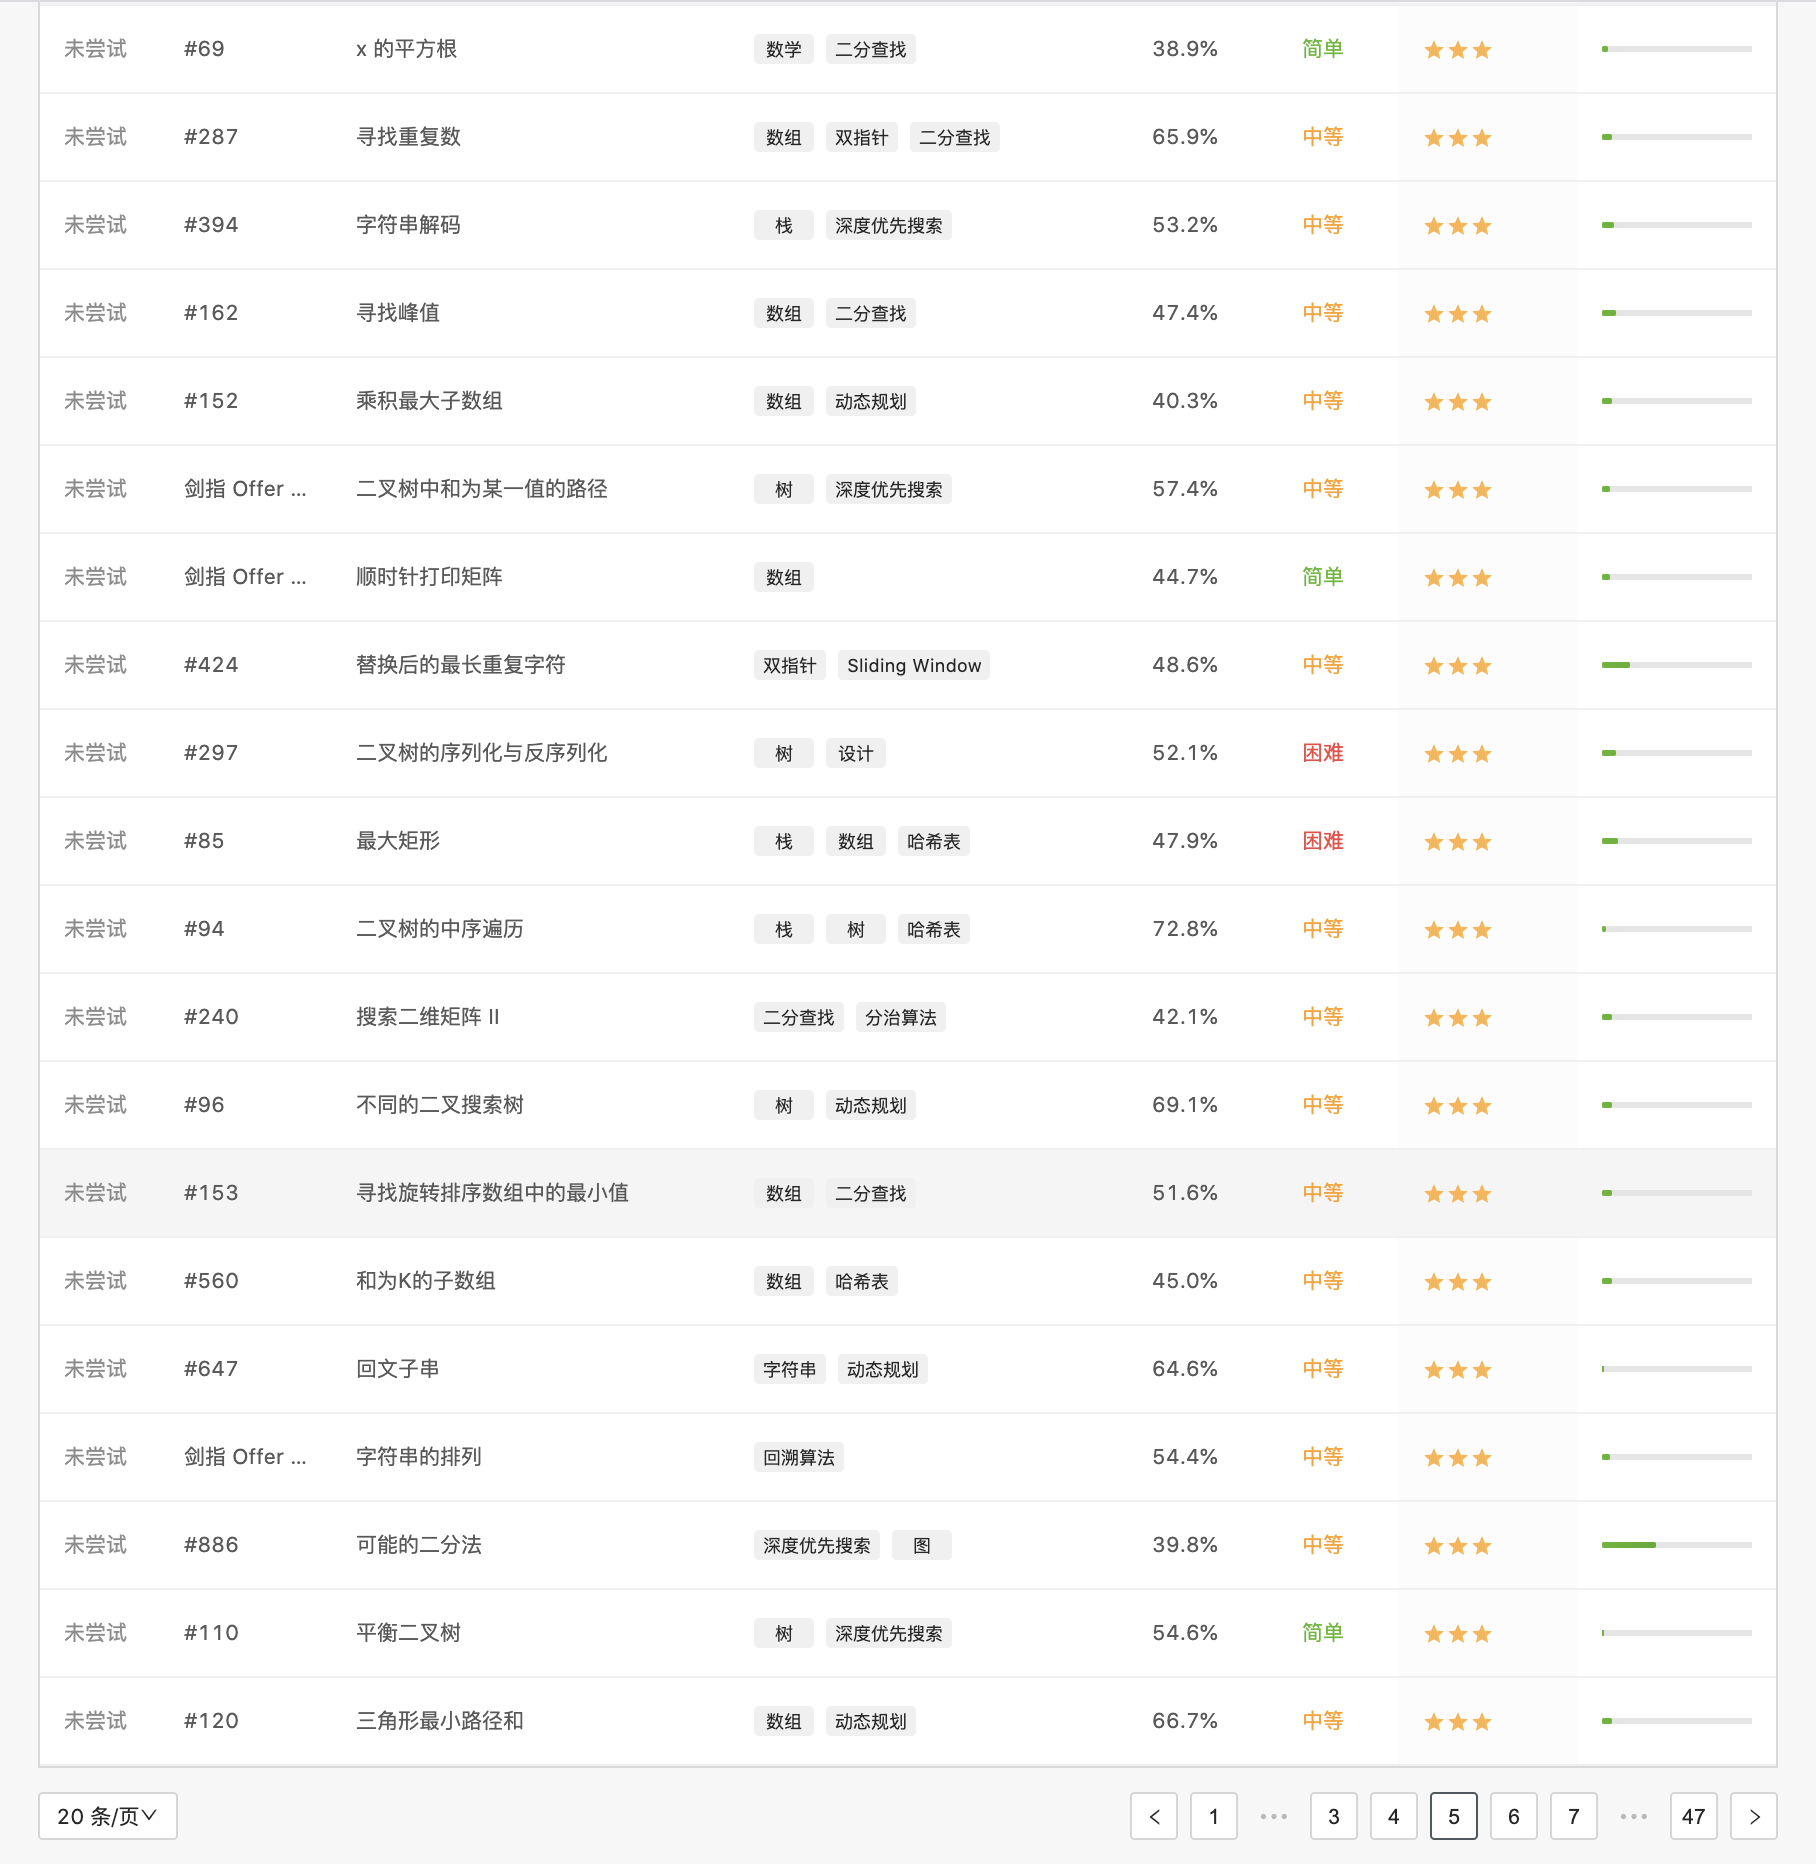 未尝试 #69 x 的平方根 数学 二分查找 38.9% 简单
未尝试 #287 寻找重复数 数组 双指针 二分查找 65.9% 中等
未尝试 #394 字符串解码 栈 深度优先搜索 53.2% 中等
未尝试 #162 寻找峰值 数组 二分查找 47.4% 中等
未尝试 #152 乘积最大子数组 数组 动态规划 40.3% 中等
未尝试 剑指 Offer ... 二叉树中和为某一值的路径 树 深度优先搜索 57.4% 中等
未尝试 剑指 Offer ... 顺时针打印矩阵 数组 44.7% 简单
未尝试 #424 替换后的最长重复字符 双指针 Sliding Window 48.6% 中等
未尝试 #297 二叉树的序列化与反序列化 树 设计 52.1% 困难
未尝试 #85 最大矩形 栈 数组 哈希表 47.9% 困难
未尝试 #94 二叉树的中序遍历 栈 树 哈希表 72.8% 中等
未尝试 #240 搜索二维矩阵 II 二分查找 分治算法 42.1% 中等
未尝试 #96 不同的二叉搜索树 树 动态规划 69.1% 中等
未尝试 #153 寻找旋转排序数组中的最小值 数组 二分查找 51.6% 中等
未尝试 #560 和为K的子数组 数组 哈希表 45.0% 中等
未尝试 #647 回文子串 字符串 动态规划 64.6% 中等
未尝试 剑指 Offer ... 字符串的排列 回溯算法 54.4% 中等
未尝试 #886 可能的二分法 深度优先搜索 图 39.8% 中等
未尝试 #110 平衡二叉树 树 深度优先搜索 54.6% 简单
未尝试 #120 三角形最小路径和 数组 动态规划 66.7% 中等
20 条/页 < 1 ••• 3 4 5 6 7 ••• 47 >